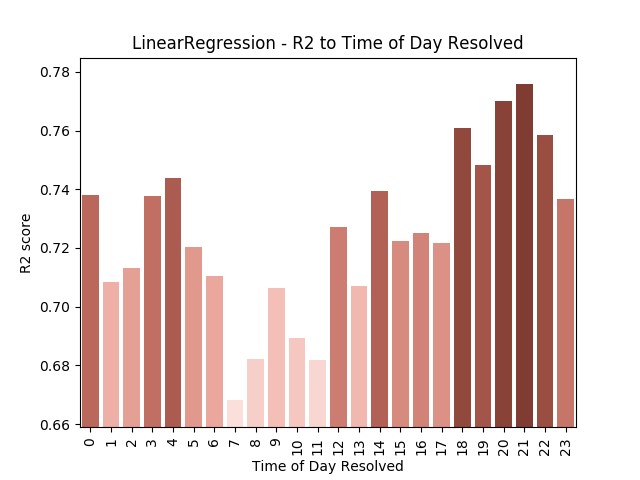 LinearRegression - R2 to Time of Day Resolved
0.78
0.76
0.74
0.72
0.70
0.68
0.66
R2 score
0 1 2 3 4 5 6 7 8 9 10 11 12 13 14 15 16 17 18 19 20 21 22 23
Time of Day Resolved